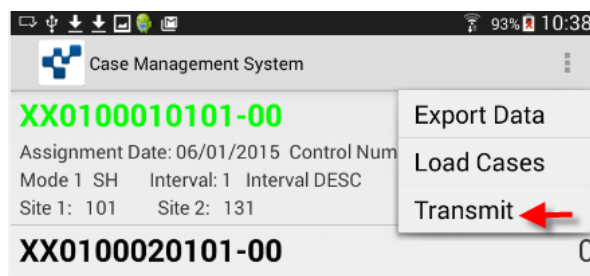 93% 10:38
Case Management System
XX0100010101-00
Export Data
Assignment Date: 06/01/2015 Control Num
Load Cases
Mode 1 SH Interval: 1 Interval DESC
Site 1: 101 Site 2: 131
Transmit
XX0100020101-00